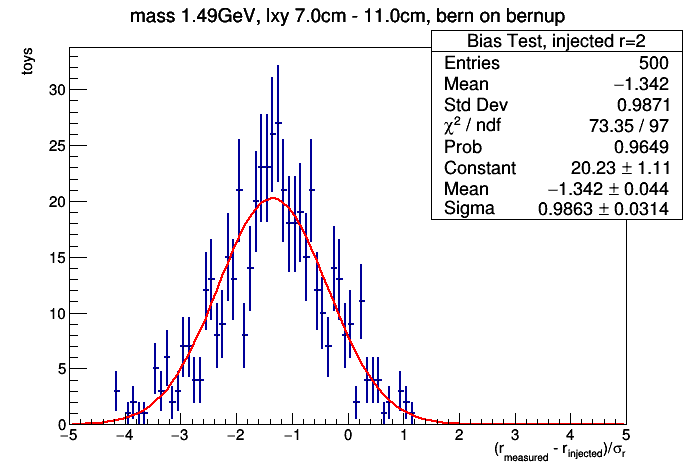 mass 1.49GeV, lxy 7.0cm - 11.0cm, bern on bernup
Bias Test, injected r=2
Entries 500
Mean −1.342
Std Dev 0.9871
χ² / ndf 73.35 / 97
Prob 0.9649
Constant 20.23 ± 1.11
Mean −1.342 ± 0.044
Sigma 0.9863 ± 0.0314
toys
30
25
20
15
10
5
0
−5 −4 −3 −2 −1 0 1 2 3 4 5
(r_measured - r_injected)/σ_r